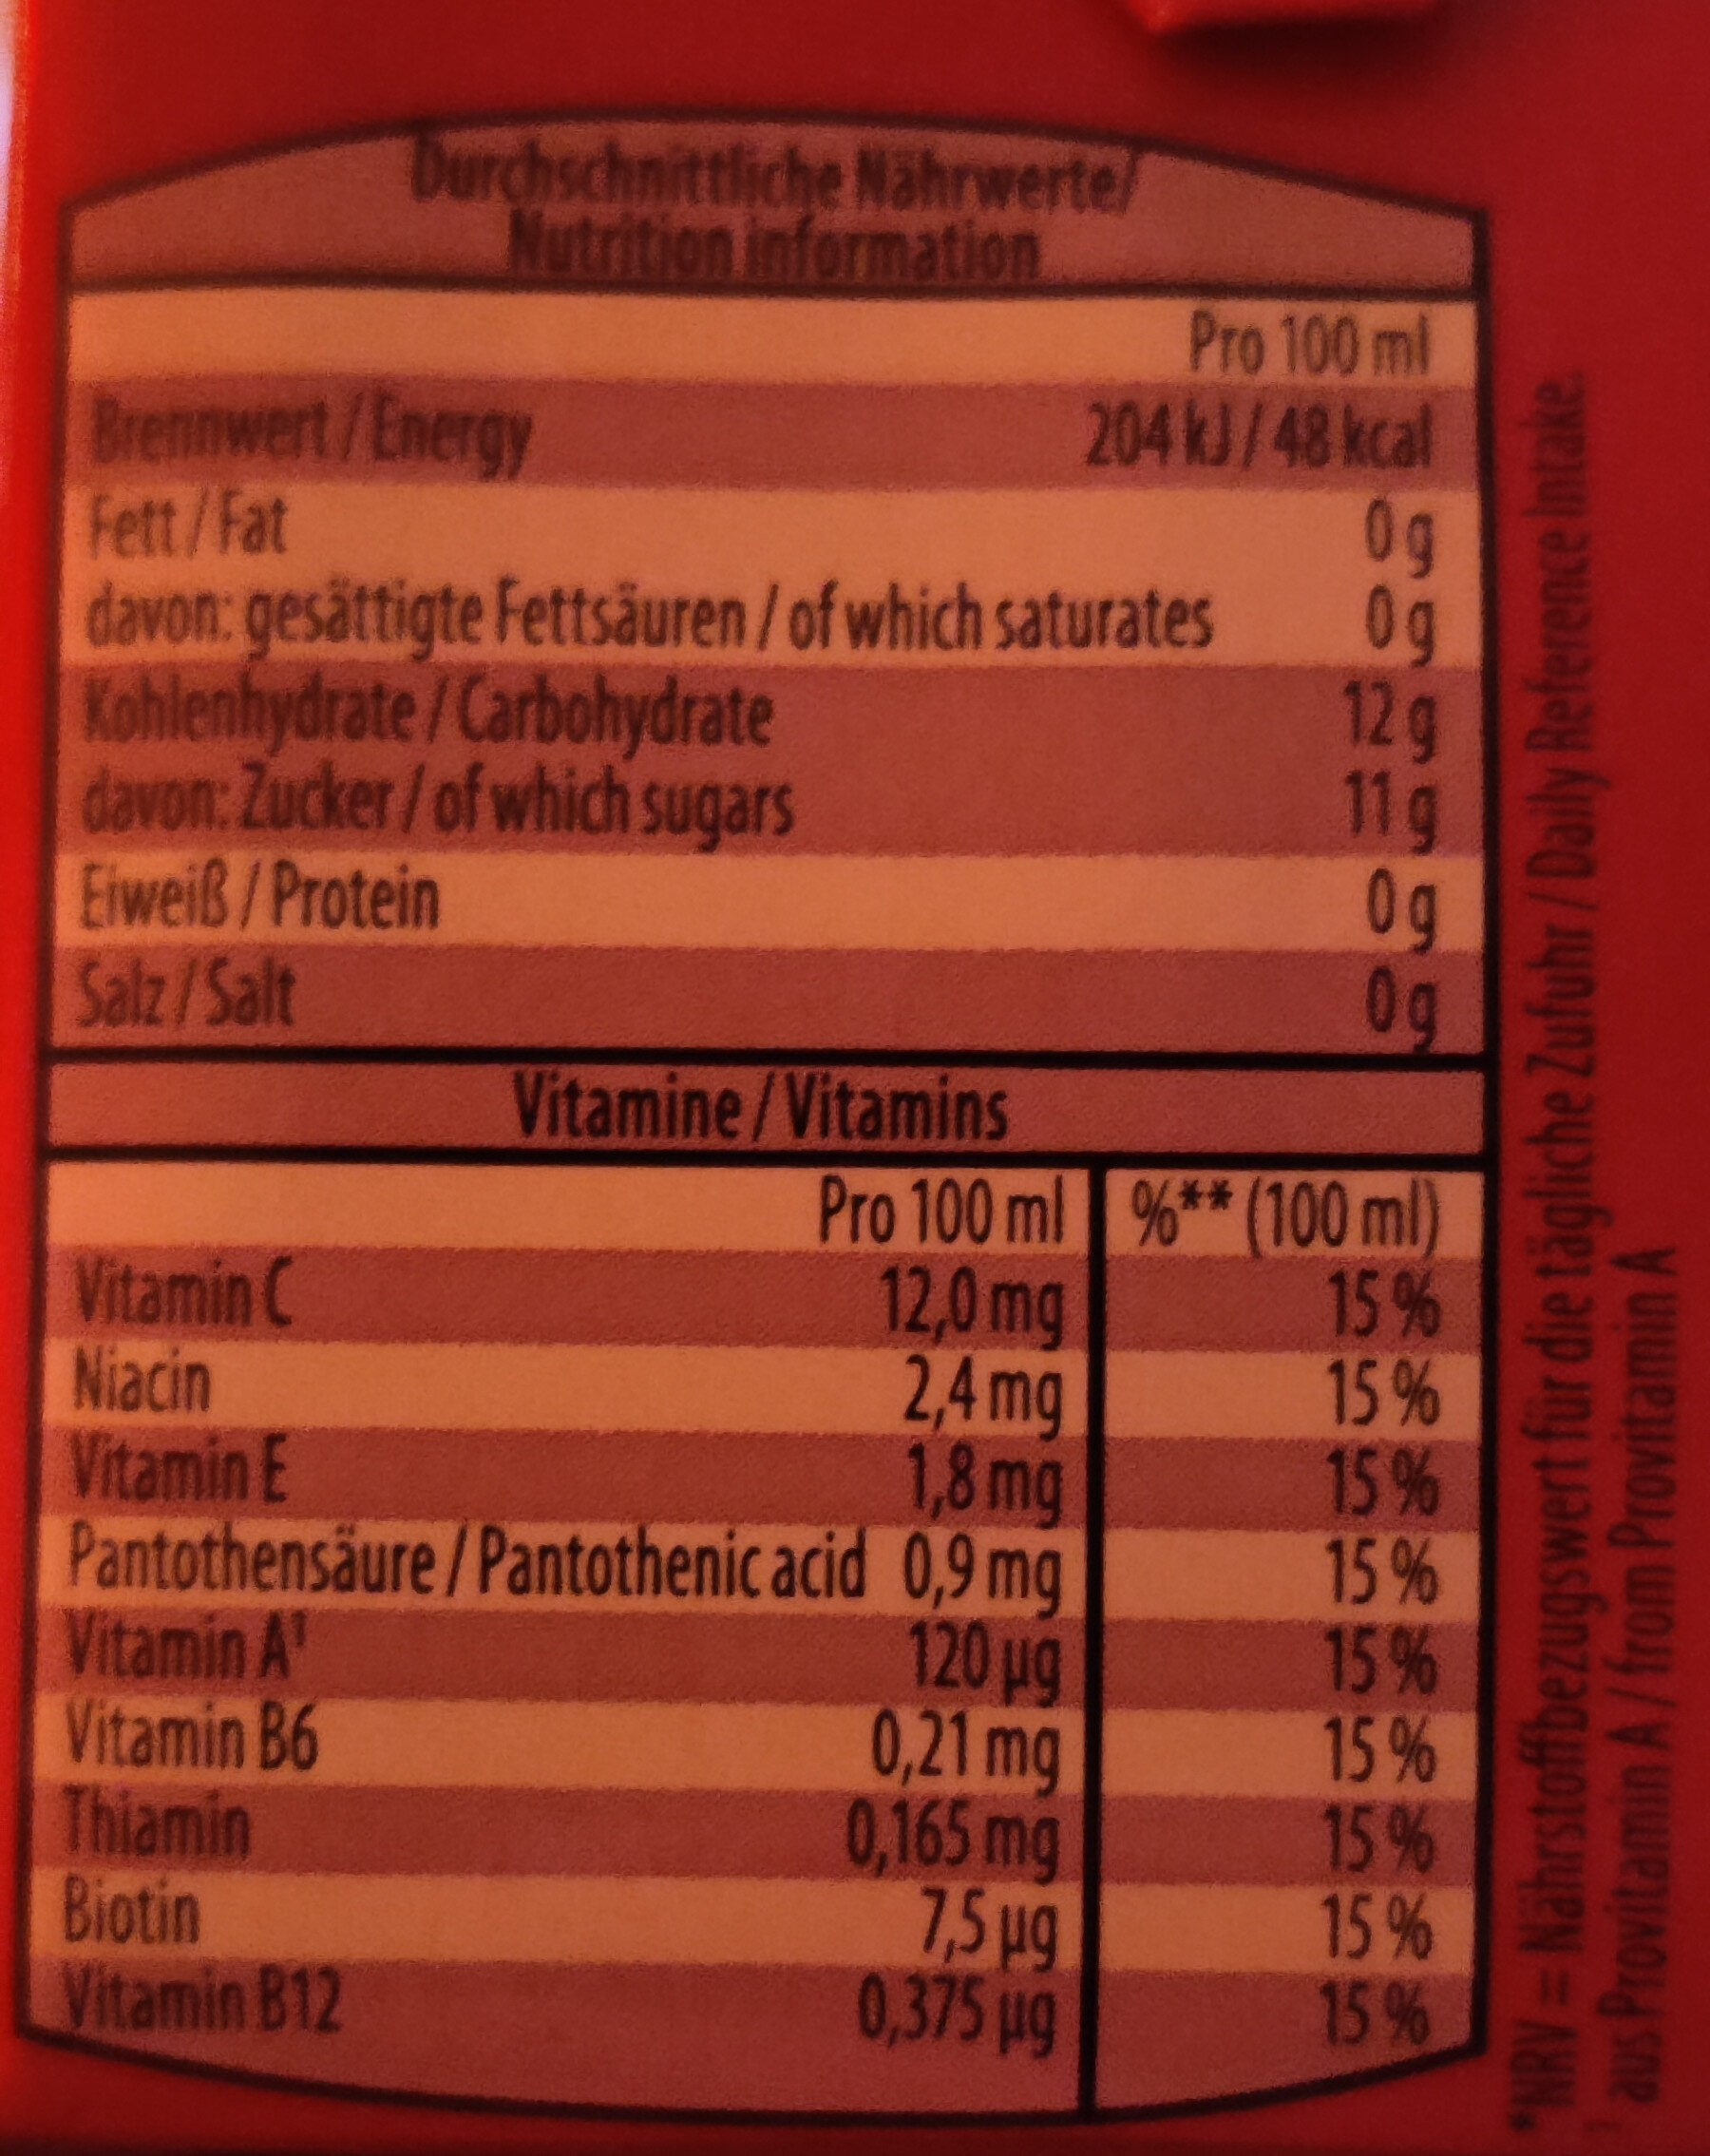 Durchschnittliche Nährwerte/
Nutrition information
Pro 100 ml
Brennwert / Energy 204 kJ / 48 kcal
Fett / Fat 0 g
davon: gesättigte Fettsäuren / of which saturates 0 g
Kohlenhydrate / Carbohydrate 12 g
davon: Zucker / of which sugars 11 g
Eiweiß / Protein 0 g
Salz / Salt 0 g
Vitamine / Vitamins
Pro 100 ml %** (100 ml)
Vitamin C 12,0 mg 15 %
Niacin 2,4 mg 15 %
Vitamin E 1,8 mg 15 %
Pantothensäure / Pantothenic acid 0,9 mg 15 %
Vitamin A¹ 120 µg 15 %
Vitamin B6 0,21 mg 15 %
Thiamin 0,165 mg 15 %
Biotin 7,5 µg 15 %
Vitamin B12 0,375 µg 15 %
*NRV = Nährstoffbezugswert für die tägliche Zufuhr / Daily Reference Intake.
¹ aus Provitamin A / from Provitamin A